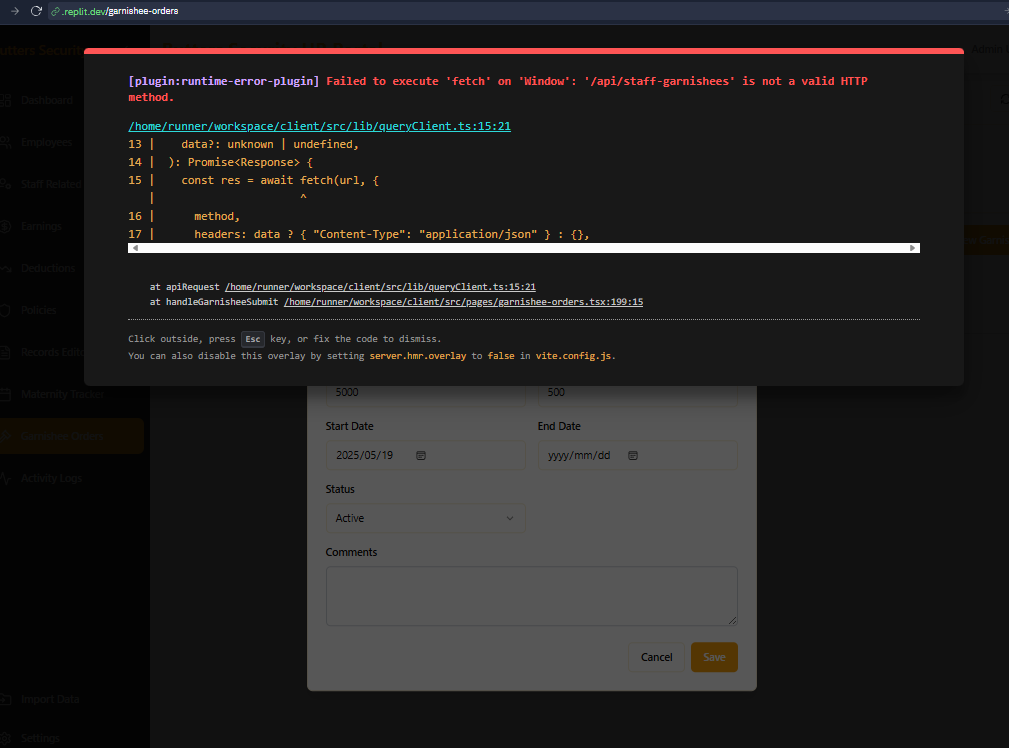 .replit.dev/garnishee-orders
[plugin:runtime-error-plugin] Failed to execute 'fetch' on 'Window': '/api/staff-garnishees' is not a valid HTTP
method.
/home/runner/workspace/client/src/lib/queryClient.ts:15:21
13 |    data?: unknown | undefined,
14 |  ): Promise<Response> {
15 |    const res = await fetch(url, {
|                      ^
16 |      method,
17 |      headers: data ? { "Content-Type": "application/json" } : {},
at apiRequest /home/runner/workspace/client/src/lib/queryClient.ts:15:21
at handleGarnisheeSubmit /home/runner/workspace/client/src/pages/garnishee-orders.tsx:199:15
Click outside, press Esc key, or fix the code to dismiss.
You can also disable this overlay by setting server.hmr.overlay to false in vite.config.js.
Dashboard
Employees
Staff Related
Earnings
Deductions
Policies
Records
Maternity Tracker
Garnishee Orders
Activity Logs
Import Data
Settings
5000 500
Start Date End Date
2025/05/19 yyyy/mm/dd
Status
Active
Comments
Cancel Save